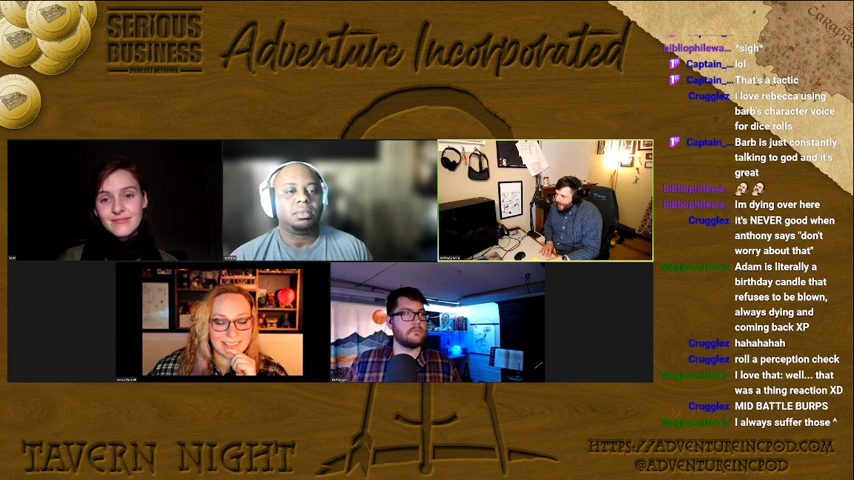 SERIOUS
BUSINESS
PODCAST NETWORK
Adventure Incorporated
*sigh*
Captain_... lol
Captain_... That's a tactic
Crugglez i love rebecca using
barb's character voice
for dice rolls
Captain_... Barb is just constantly
talking to god and it's
great
bibliophilewa...
bibliophilewa... Im dying over here
Crugglez it's NEVER good when
anthony says "don't
worry about that"
Adam is literally a
birthday candle that
refuses to be blown,
always dying and
coming back XP
Crugglez hahahahah
Crugglez roll a perception check
I love that: well... that
was a thing reaction XD
Crugglez MID BATTLE BURPS
I always suffer those ^
TAVERN NIGHT
HTTPS://ADVENTUREINCPOD.COM
@ADVENTUREINCPOD